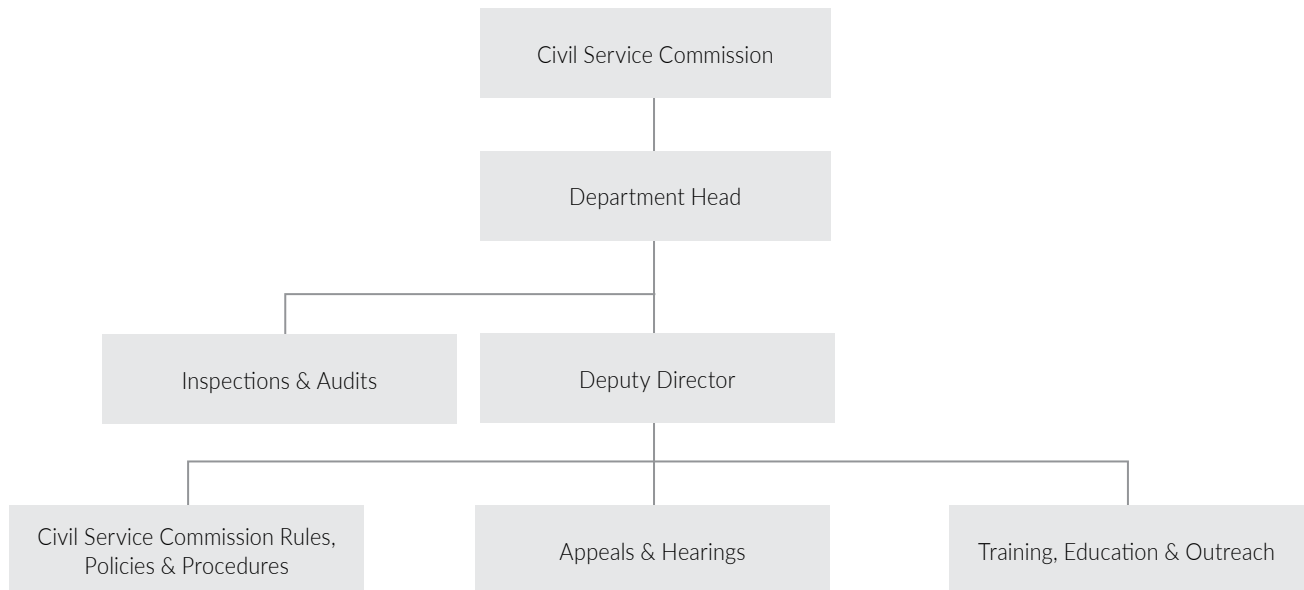 Civil Service Commission
Department Head
Inspections & Audits
Deputy Director
Civil Service Commission Rules,
Policies & Procedures
Appeals & Hearings
Training, Education & Outreach